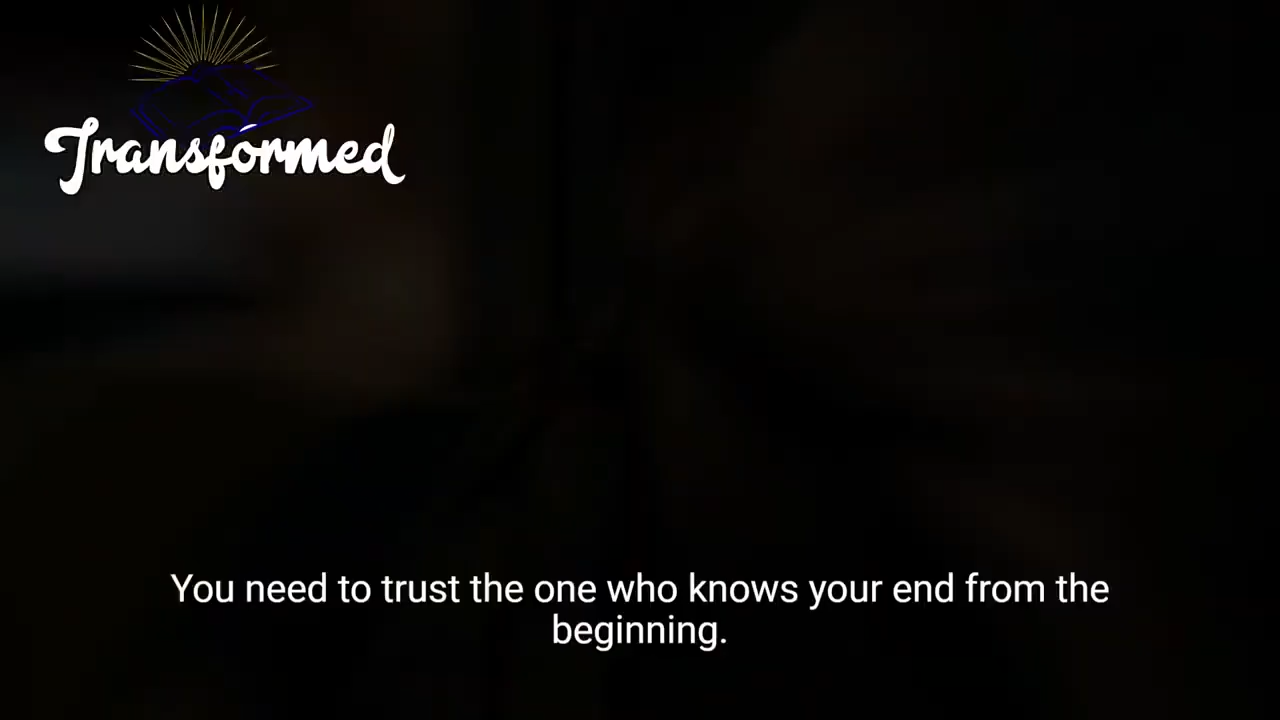 Transformed
You need to trust the one who knows your end from the
beginning.